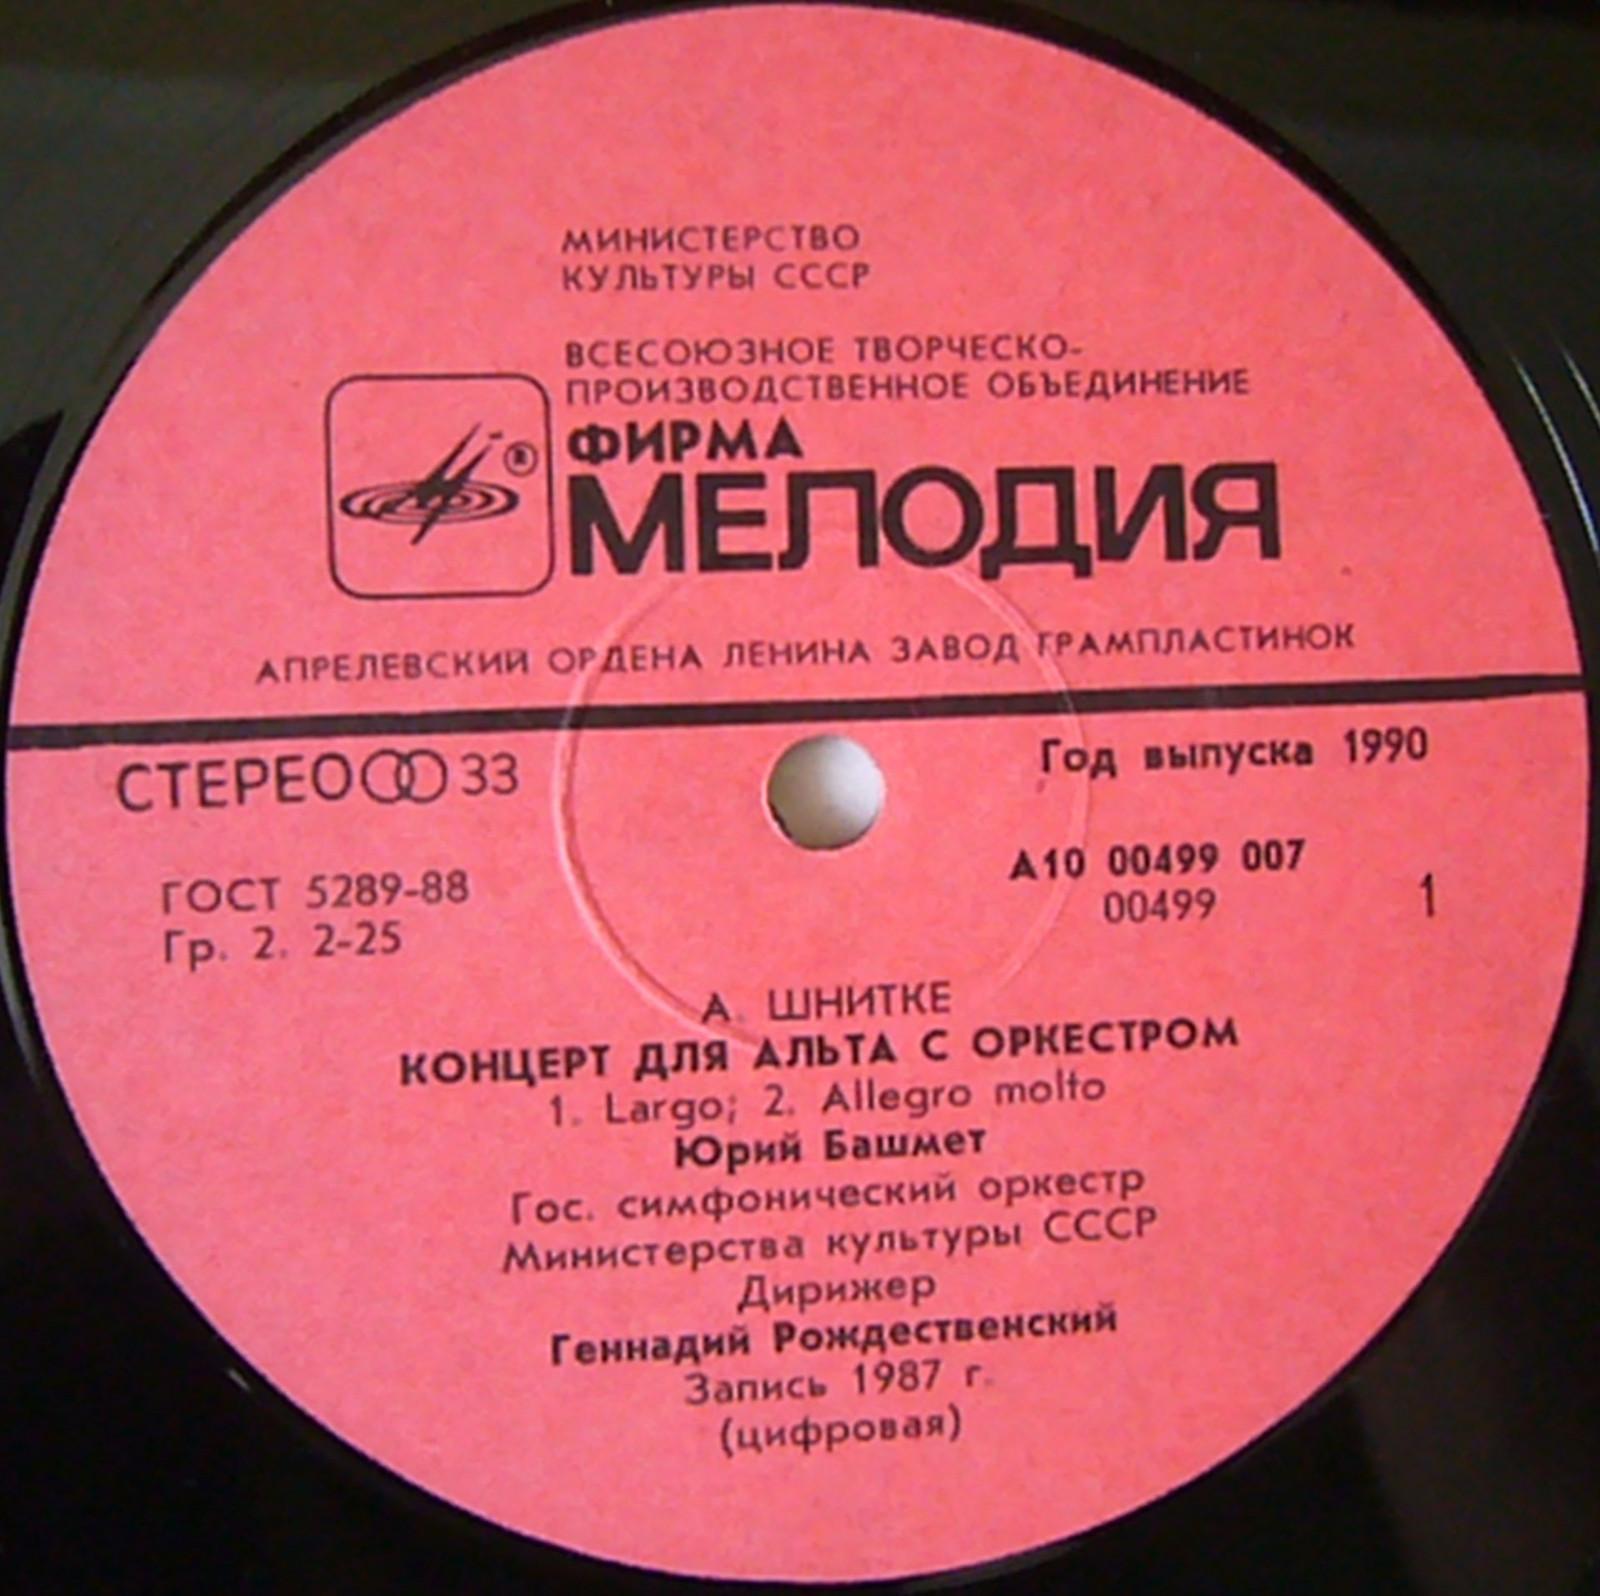 МИНИСТЕРСТВО
КУЛЬТУРЫ СССР
ВСЕСОЮЗНОЕ ТВОРЧЕСКО-
ПРОИЗВОДСТВЕННОЕ ОБЪЕДИНЕНИЕ
®
ФИРМА
МЕЛОДИЯ
АПРЕЛЕВСКИЙ ОРДЕНА ЛЕНИНА ЗАВОД ГРАМПЛАСТИНОК
СТЕРЕО 33
Год выпуска 1990
ГОСТ 5289-88
Гр. 2. 2-25
А10 00499 007
00499
1
А. ШНИТКЕ
КОНЦЕРТ ДЛЯ АЛЬТА С ОРКЕСТРОМ
1. Largo; 2. Allegro molto
Юрий Башмет
Гос. симфонический оркестр
Министерства культуры СССР
Дирижер
Геннадий Рождественский
Запись 1987 г.
(цифровая)